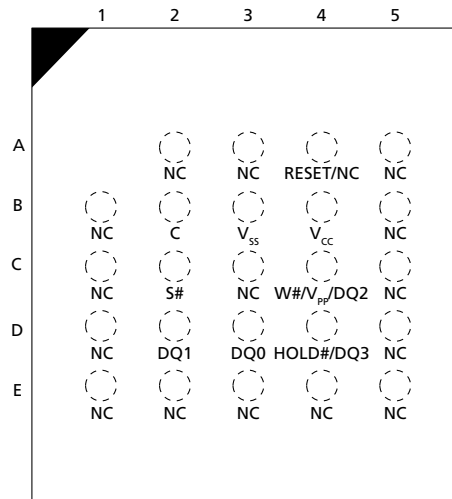 1 2 3 4 5
A
NC NC RESET/NC NC
B
NC C VSS VCC NC
C
NC S# NC W#/VPP/DQ2 NC
D
NC DQ1 DQ0 HOLD#/DQ3 NC
E
NC NC NC NC NC